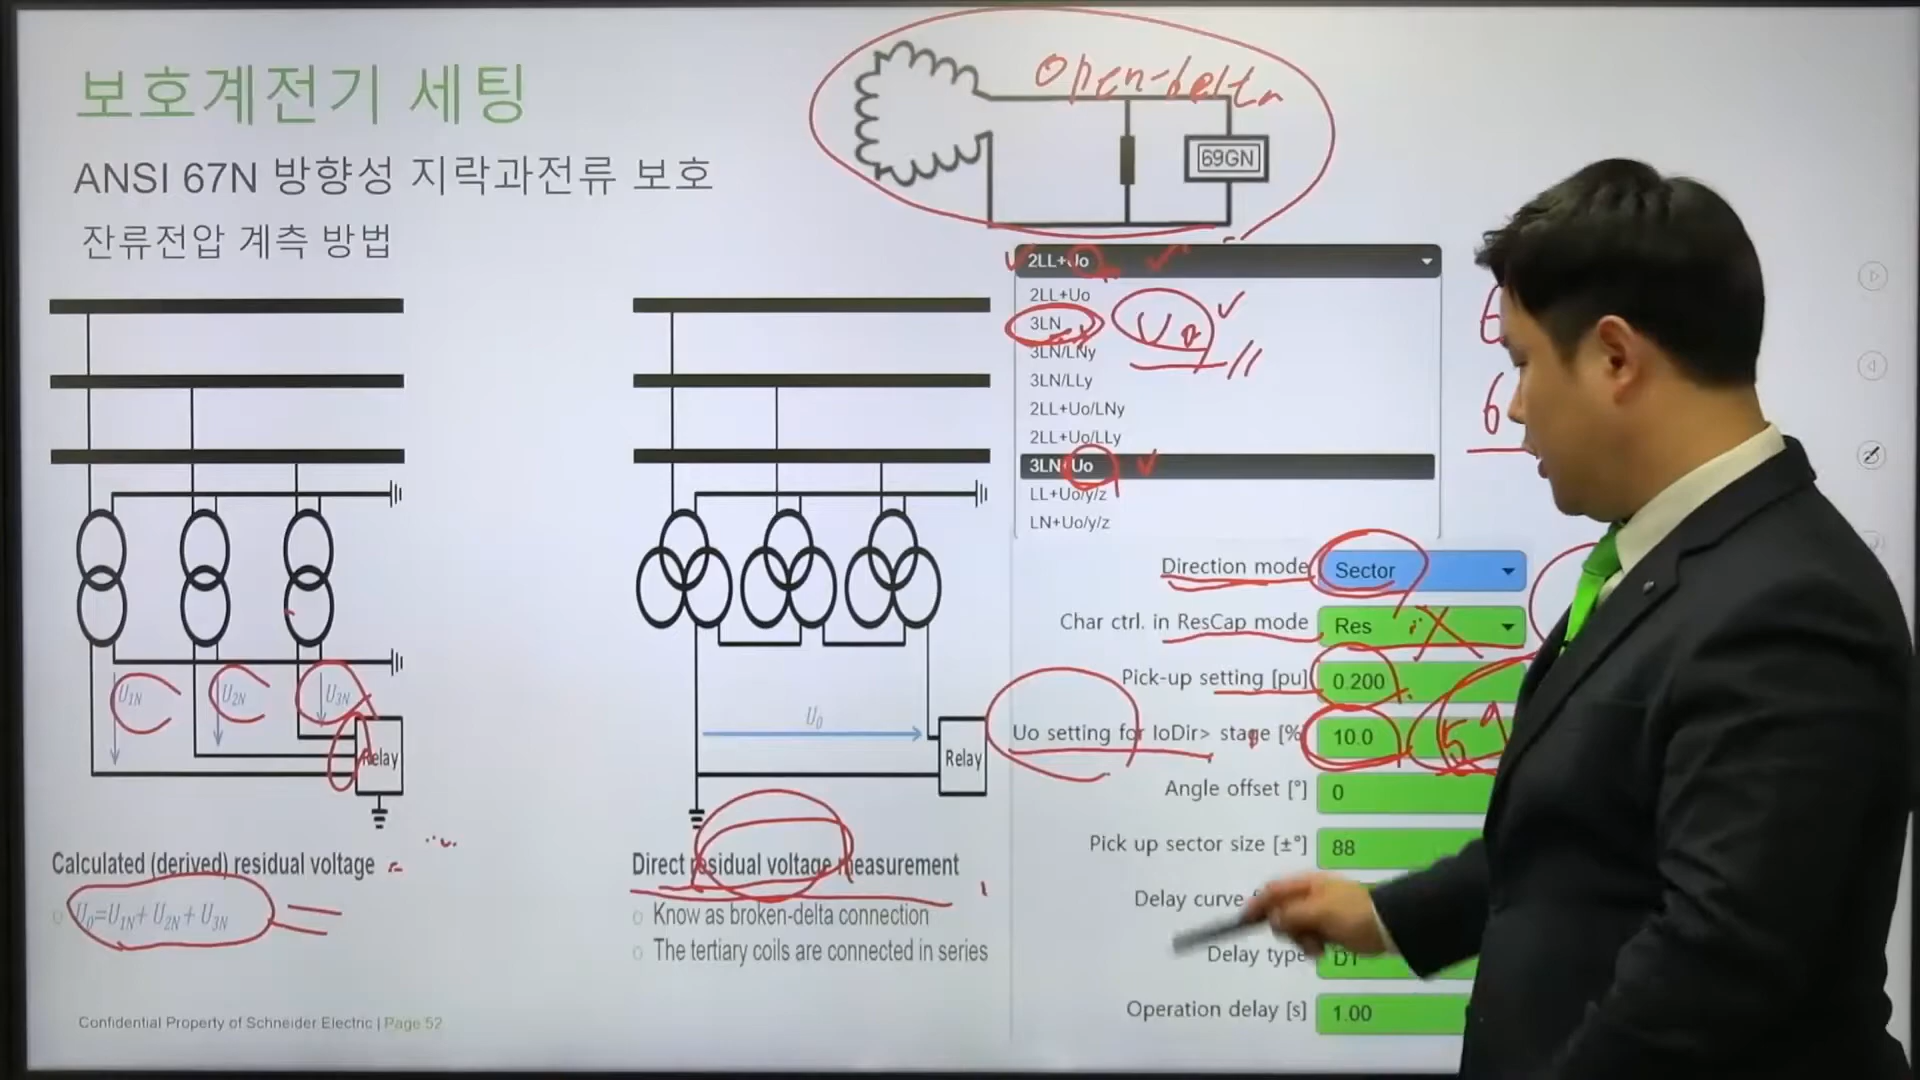 보호계전기 세팅
ANSI 67N 방향성 지락과전류 보호
잔류전압 계측 방법
U1N
U2N
U3N
Relay
Calculated (derived) residual voltage
U0=U1N+ U2N+ U3N
Confidential Property of Schneider Electric | Page 52
U0
Relay
Direct residual voltage measurement
Know as broken-delta connection
The tertiary coils are connected in series
open-delta
69GN
2LL+Uo
2LL+Uo
3LN
Uo
3LN/LNy
3LN/LLy
2LL+Uo/LNy
2LL+Uo/LLy
3LN+Uo
LL+Uo/y/z
LN+Uo/y/z
6
Direction mode Sector
Char ctrl. in ResCap mode Res
Pick-up setting [pu] 0.200
Uo setting for IoDir> stage [% 10.0
59
Angle offset [°] 0
Pick up sector size [±°] 88
Delay curve
Delay type DT
Operation delay [s] 1.00